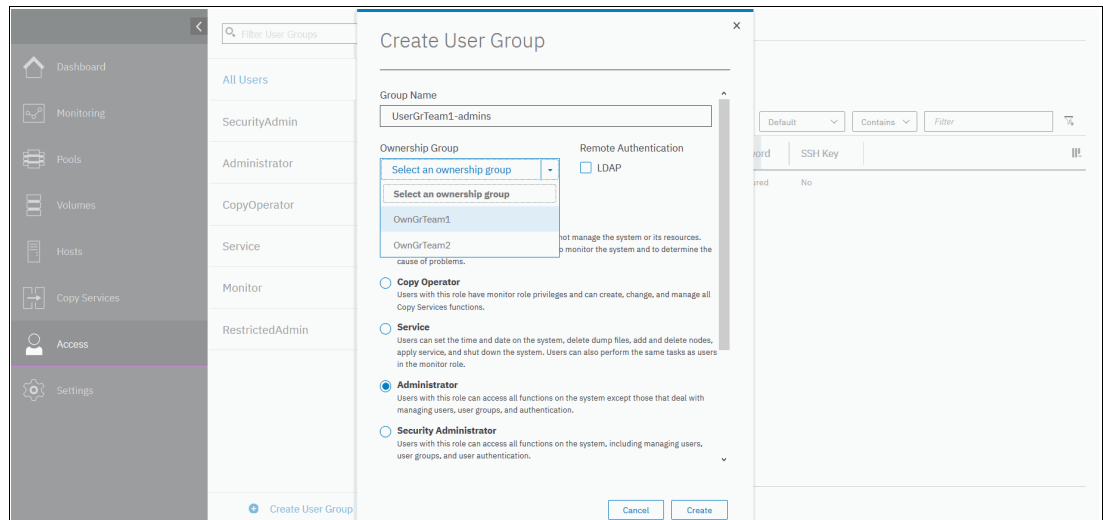 Dashboard
Monitoring
Pools
Volumes
Hosts
Copy Services
Access
Settings
Filter User Groups
All Users
SecurityAdmin
Administrator
CopyOperator
Service
Monitor
RestrictedAdmin
Create User Group
Create User Group
Group Name
UserGrTeam1-admins
Ownership Group
Remote Authentication
Select an ownership group
LDAP
Select an ownership group
OwnGrTeam1
OwnGrTeam2
not manage the system or its resources.
o monitor the system and to determine the
cause of problems.
Copy Operator
Users with this role have monitor role privileges and can create, change, and manage all
Copy Services functions.
Service
Users can set the time and date on the system, delete dump files, add and delete nodes,
apply service, and shut down the system. Users can also perform the same tasks as users
in the monitor role.
Administrator
Users with this role can access all functions on the system except those that deal with
managing users, user groups, and authentication.
Security Administrator
Users with this role can access all functions on the system, including managing users,
user groups, and user authentication.
Cancel
Create
Default
Contains
Filter
ord
SSH Key
red
No